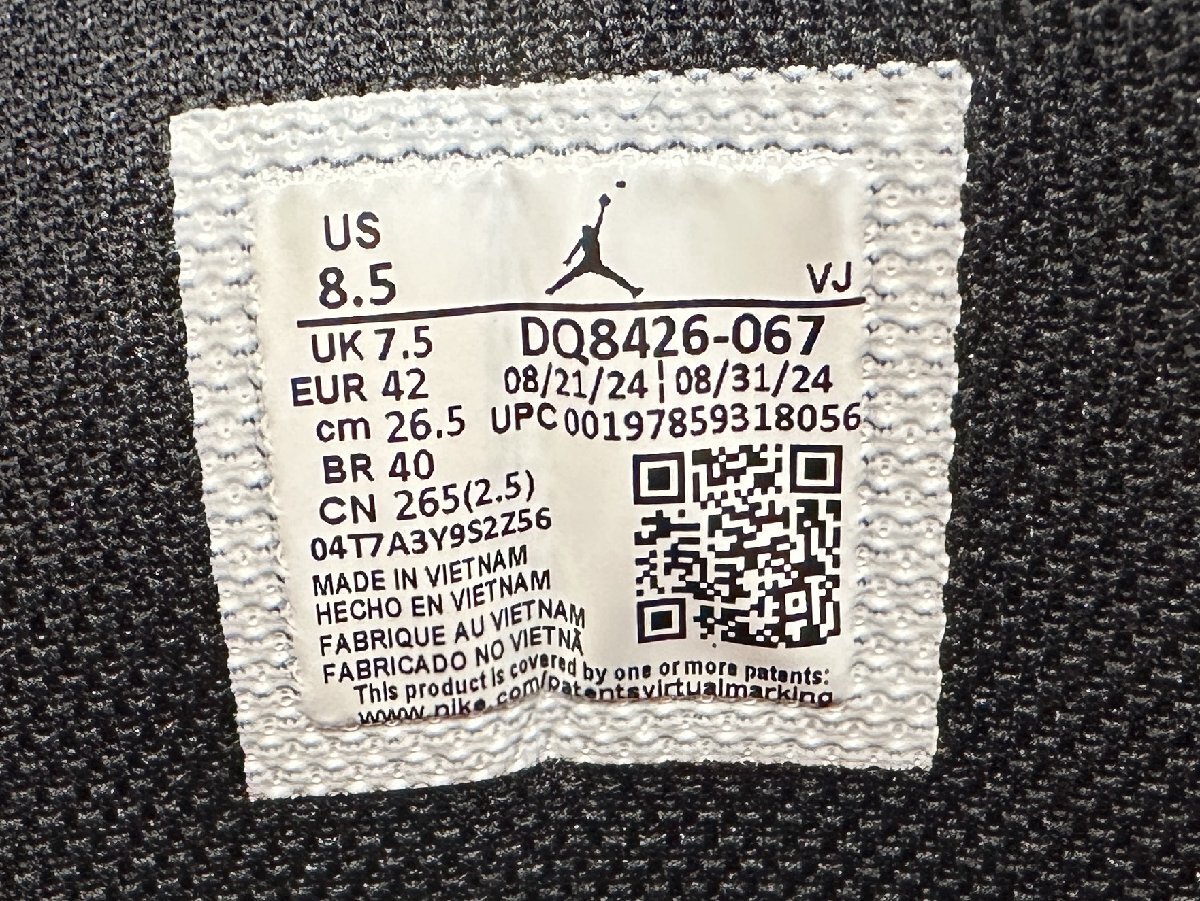 US
8.5
VJ
UK 7.5
DQ8426-067
EUR 42
08/21/24 | 08/31/24
cm 26.5
UPC 00197859318056
BR 40
CN 265(2.5)
04T7A3Y9S2Z56
MADE IN VIETNAM
HECHO EN VIETNAM
FABRIQUE AU VIETNAM
FABRICADO NO VIETNÃ
This product is covered by one or more patents:
www.nike.com/patentsvirtualmarking